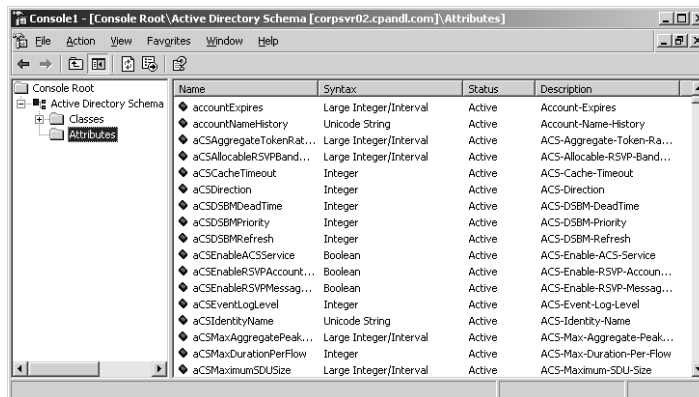 Console1 - [Console Root\Active Directory Schema [corpsvr02.cpandl.com]\Attributes]
File Action View Favorites Window Help
Console Root
Active Directory Schema
Classes
Attributes
Name Syntax Status Description
accountExpires Large Integer/Interval Active Account-Expires
accountNameHistory Unicode String Active Account-Name-History
aCSAggregateTokenRat... Large Integer/Interval Active ACS-Aggregate-Token-Ra...
aCSAllocableRSVPBand... Large Integer/Interval Active ACS-Allocable-RSVP-Band...
aCSCacheTimeout Integer Active ACS-Cache-Timeout
aCSDirection Integer Active ACS-Direction
aCSDSBMDeadTime Integer Active ACS-DSBM-DeadTime
aCSDSBMPriority Integer Active ACS-DSBM-Priority
aCSDSBMRefresh Integer Active ACS-DSBM-Refresh
aCSEnableACSService Boolean Active ACS-Enable-ACS-Service
aCSEnableRSVPAccount... Boolean Active ACS-Enable-RSVP-Accoun...
aCSEnableRSVPMessag... Boolean Active ACS-Enable-RSVP-Messag...
aCSEventLogLevel Integer Active ACS-Event-Log-Level
aCSIdentityName Unicode String Active ACS-Identity-Name
aCSMaxAggregatePeak... Large Integer/Interval Active ACS-Max-Aggregate-Peak...
aCSMaxDurationPerFlow Integer Active ACS-Max-Duration-Per-Flow
aCSMaximumSDUSize Large Integer/Interval Active ACS-Maximum-SDU-Size